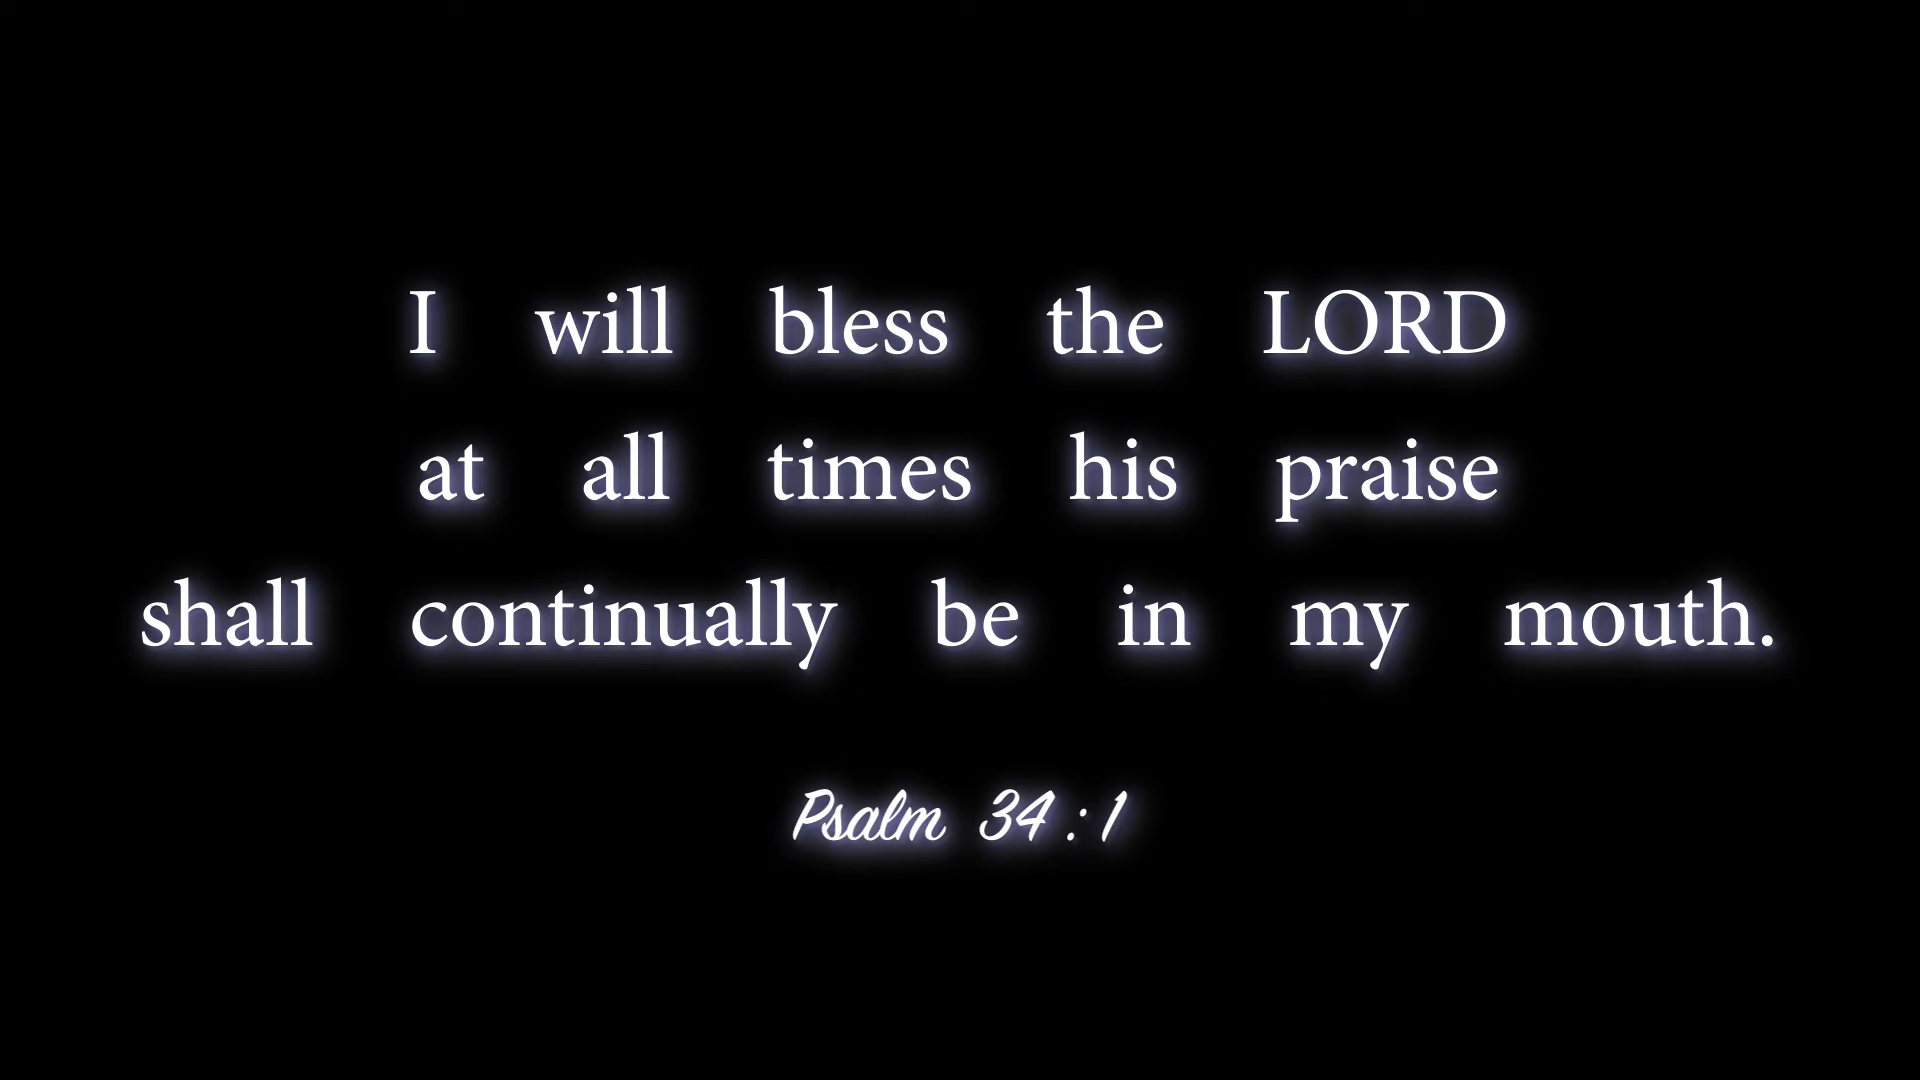 I will bless the LORD
at all times his praise
shall continually be in my mouth.
Psalm 34 : 1